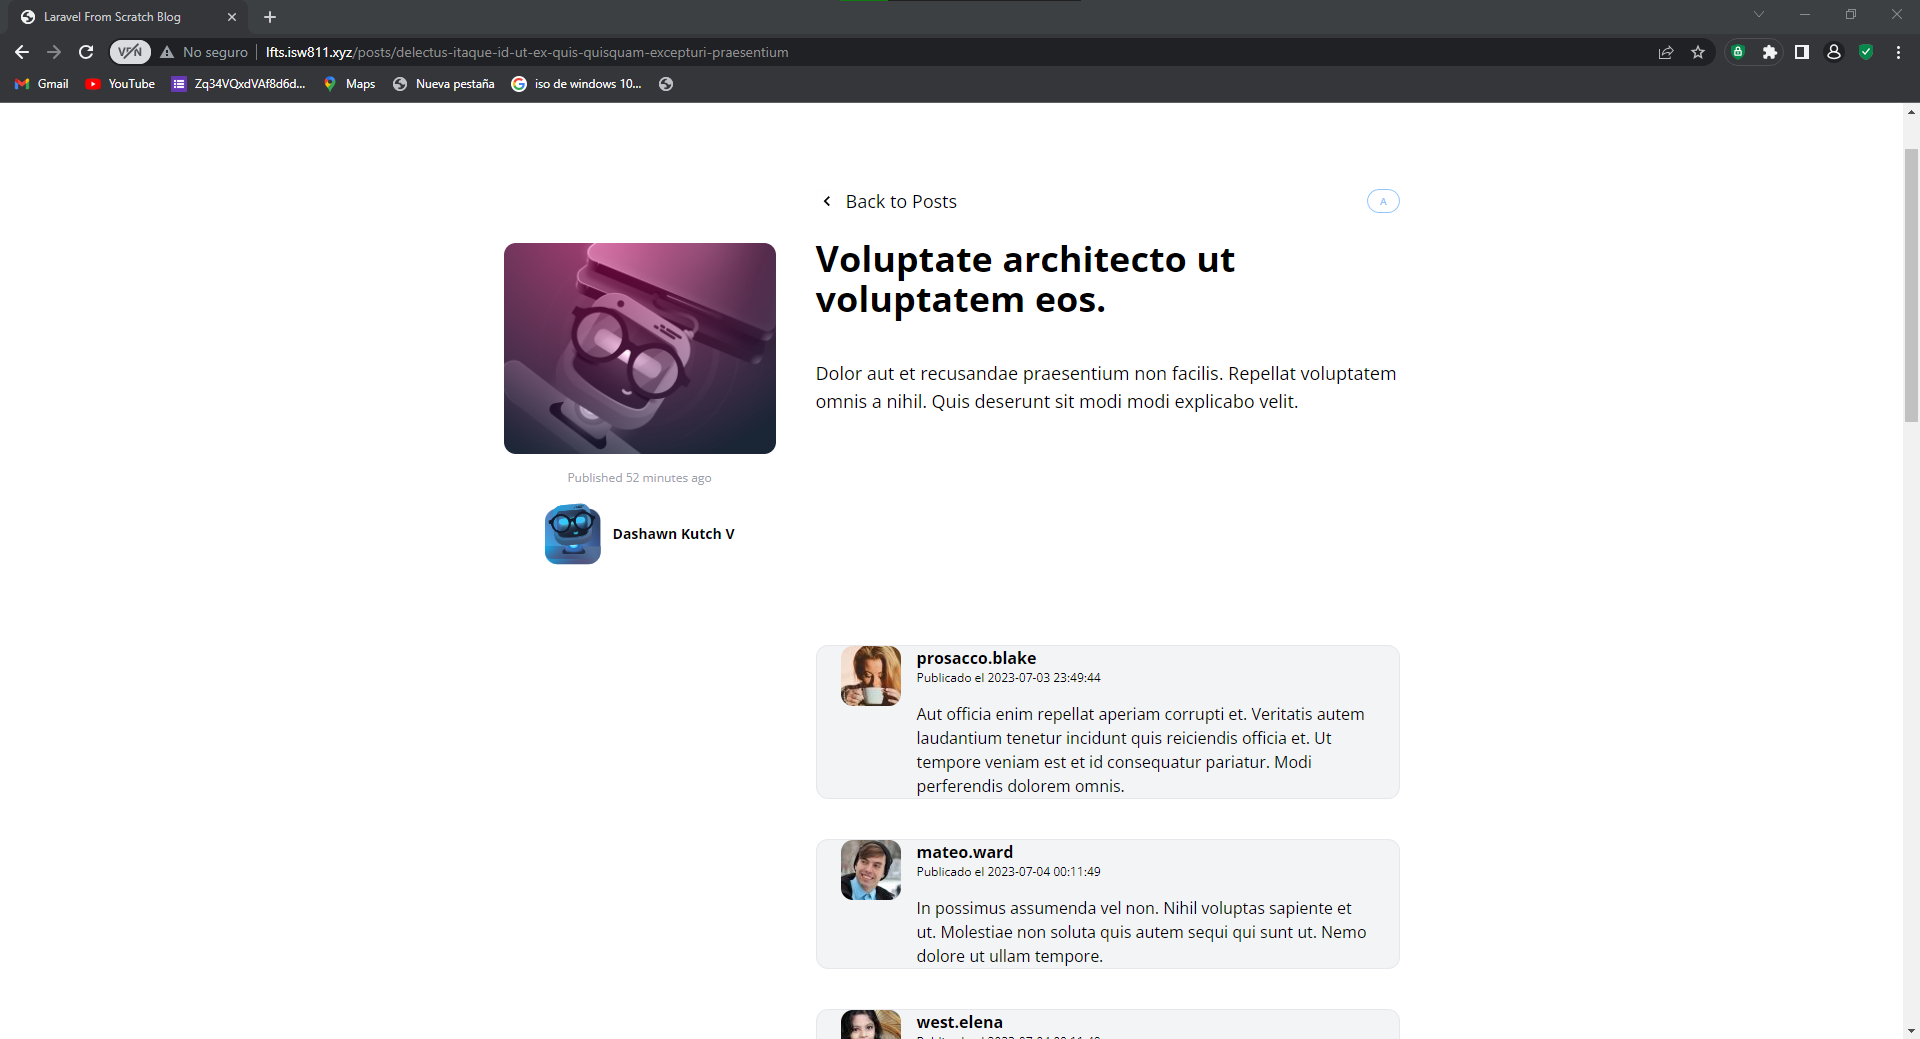 Laravel From Scratch Blog
VPN
No seguro
lfts.isw811.xyz/posts/delectus-itaque-id-ut-ex-quis-quisquam-excepturi-praesentium
Gmail
YouTube
Zq34VQxdVAf8d6d...
Maps
Nueva pestaña
iso de windows 10...
Back to Posts
A
Voluptate architecto ut
voluptatem eos.
Dolor aut et recusandae praesentium non facilis. Repellat voluptatem
omnis a nihil. Quis deserunt sit modi modi explicabo velit.
Published 52 minutes ago
Dashawn Kutch V
prosacco.blake
Publicado el 2023-07-03 23:49:44
Aut officia enim repellat aperiam corrupti et. Veritatis autem
laudantium tenetur incidunt quis reiciendis officia et. Ut
tempore veniam est et id consequatur pariatur. Modi
perferendis dolorem omnis.
mateo.ward
Publicado el 2023-07-04 00:11:49
In possimus assumenda vel non. Nihil voluptas sapiente et
ut. Molestiae non soluta quis autem sequi qui sunt ut. Nemo
dolore ut ullam tempore.
west.elena